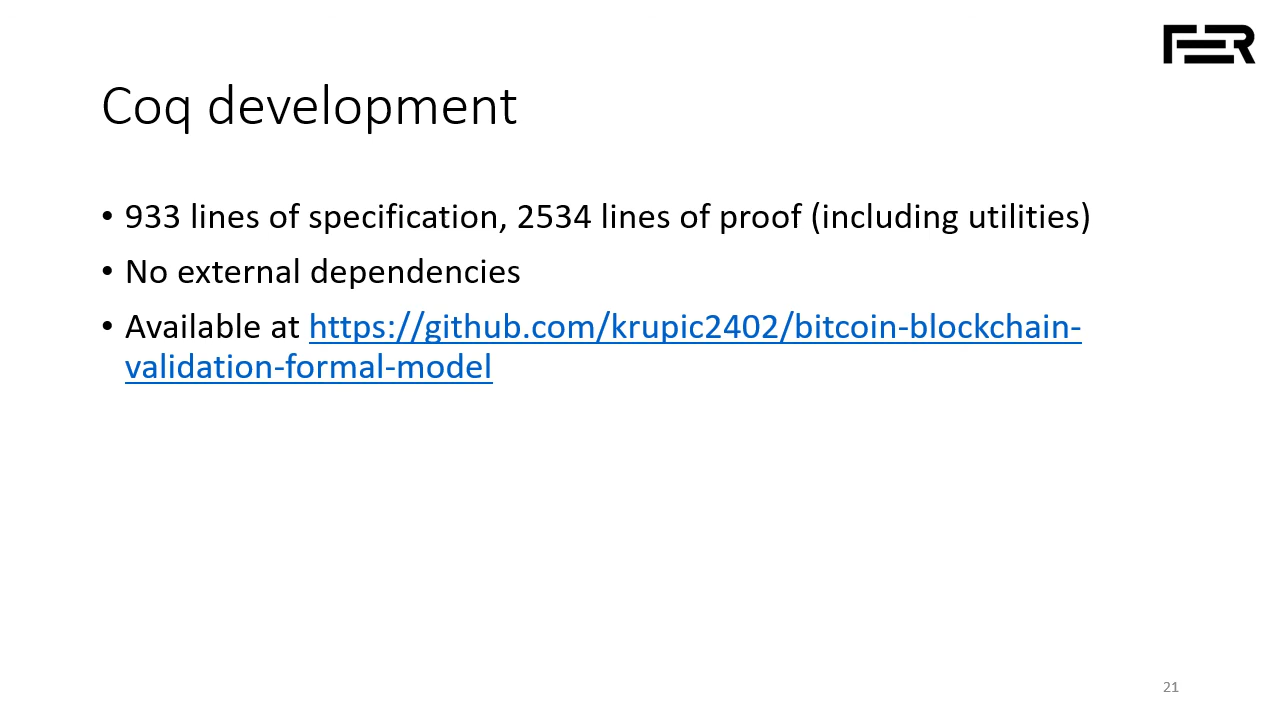 FER
Coq development
• 933 lines of specification, 2534 lines of proof (including utilities)
• No external dependencies
• Available at https://github.com/krupic2402/bitcoin-blockchain-
validation-formal-model
21